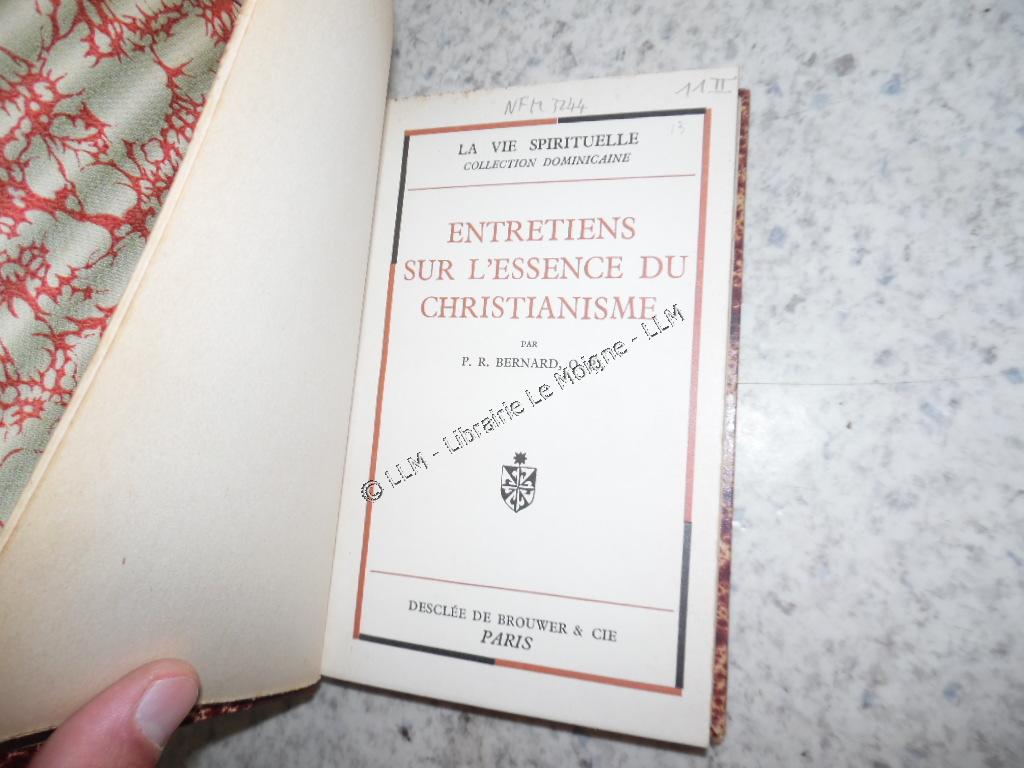 NFM 3244
11 II
13
LA VIE SPIRITUELLE
COLLECTION DOMINICAINE
ENTRETIENS
SUR L'ESSENCE DU
CHRISTIANISME
PAR
P. R. BERNARD, O. P.
© LLM - Librairie Le Moigne - LLM
DESCLÉE DE BROUWER & CIE
PARIS